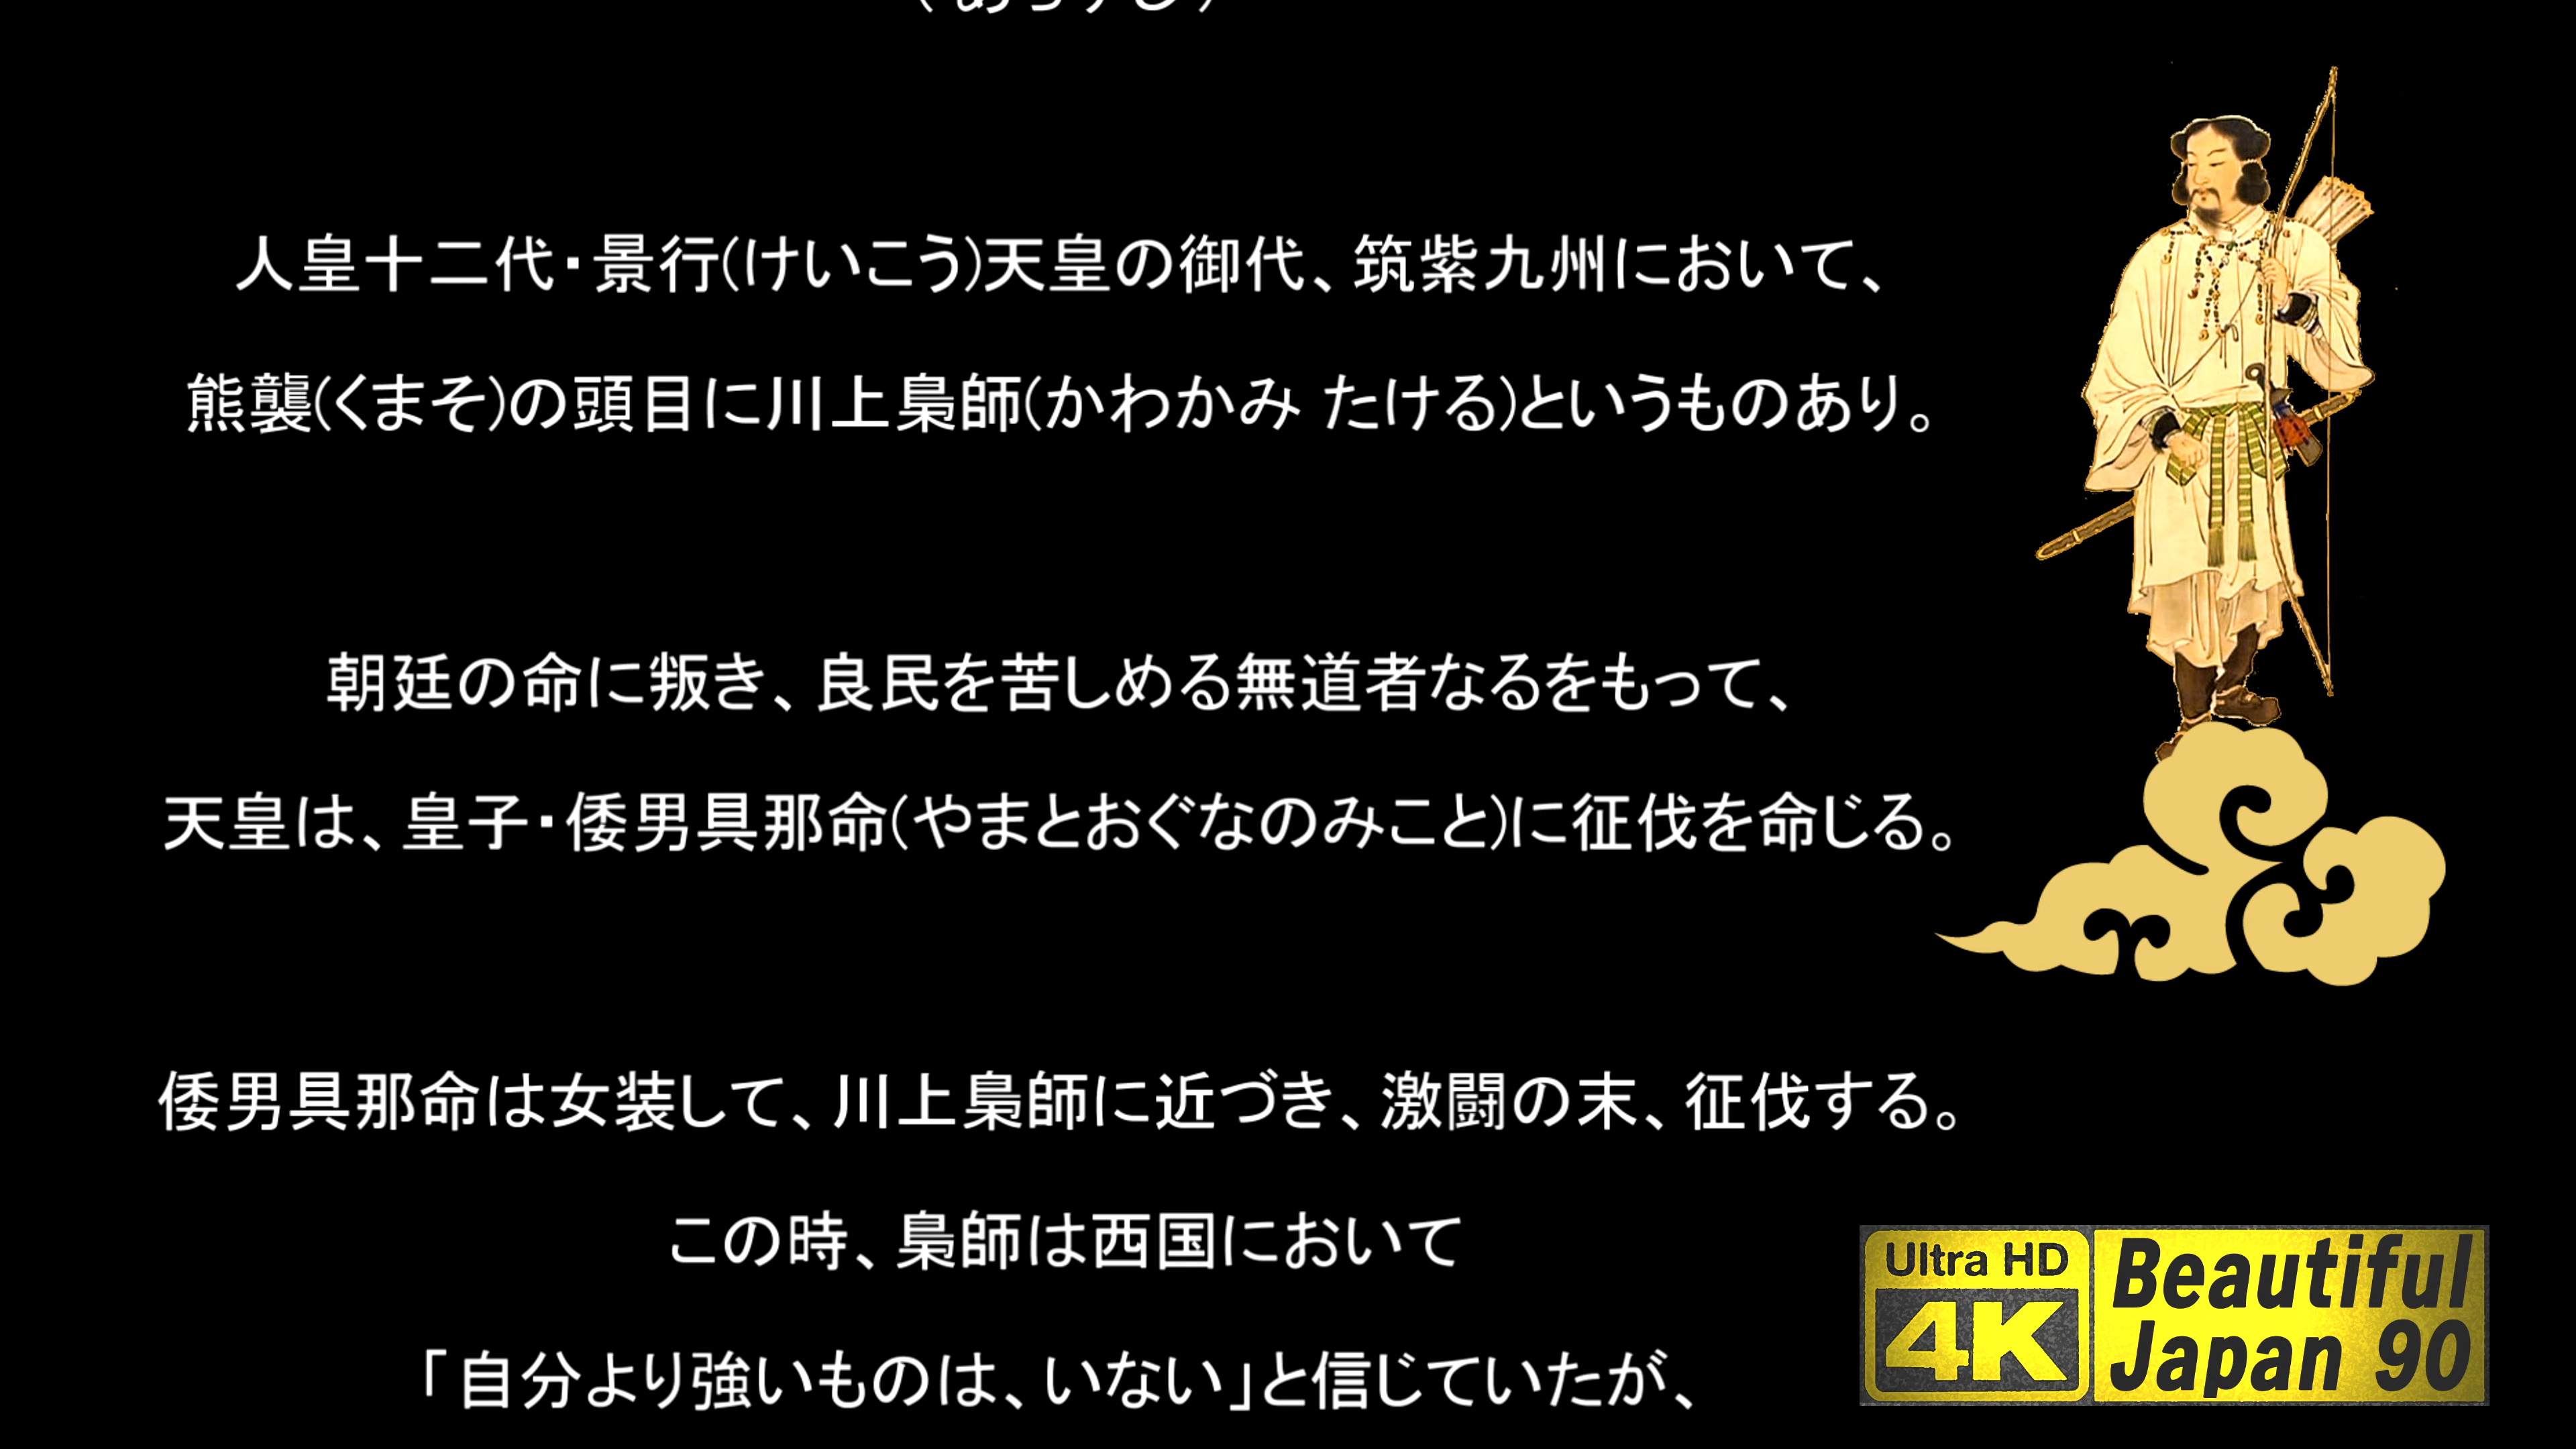 人皇十二代・景行(けいこう)天皇の御代、筑紫九州において、
熊襲(くまそ)の頭目に川上梟師(かわかみ たける)というものあり。
朝廷の命に叛き、良民を苦しめる無道者なるをもって、
天皇は、皇子・倭男具那命(やまとおぐなのみこと)に征伐を命じる。
倭男具那命は女装して、川上梟師に近づき、激闘の末、征伐する。
この時、梟師は西国において
「自分より強いものは、いない」と信じていたが、
Ultra HD
4K
Beautiful
Japan 90